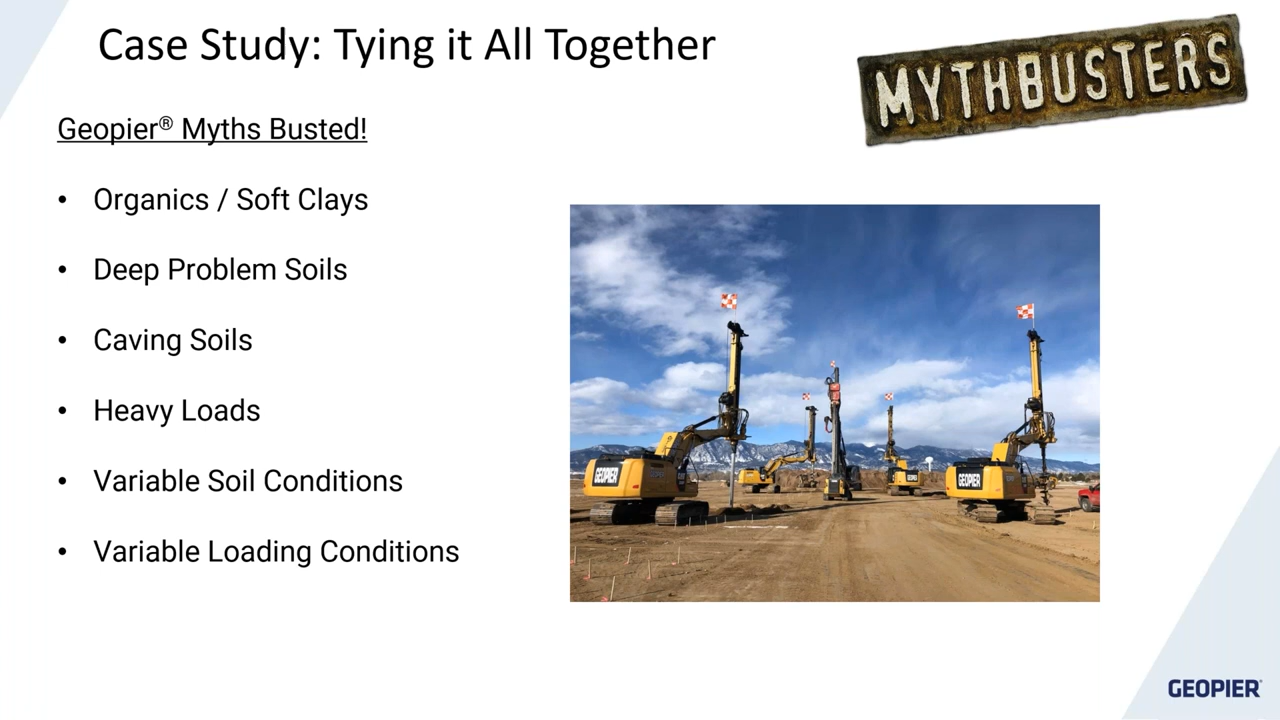 Case Study: Tying it All Together
MYTHBUSTERS
Geopier® Myths Busted!
• Organics / Soft Clays
• Deep Problem Soils
• Caving Soils
• Heavy Loads
• Variable Soil Conditions
• Variable Loading Conditions
GEOPIER
GEOPIER
GEOPIER
GEOPIER®